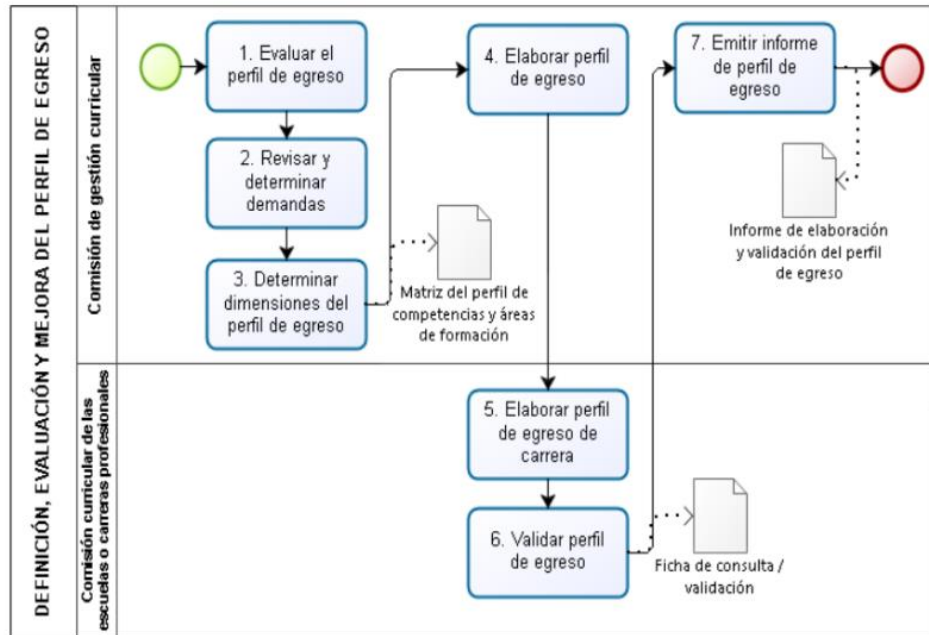 DEFINICIÓN, EVALUACIÓN Y MEJORA DEL PERFIL DE EGRESO
Comisión de gestión curricular
1. Evaluar el
perfil de egreso
2. Revisar y
determinar
demandas
3. Determinar
dimensiones del
perfil de egreso
Matriz del perfil de
competencias y áreas
de formación
4. Elaborar perfil
de egreso
7. Emitir informe
de perfil de
egreso
Informe de elaboración
y validación del perfil
de egreso
Comisión curricular de las
escuelas o carreras profesionales
5. Elaborar perfil
de egreso de
carrera
6. Validar perfil
de egreso
Ficha de consulta /
validación